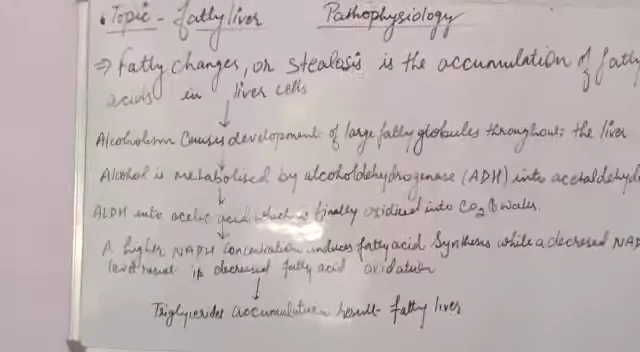 Topic - fatty liver Pathophysiology
⇒ Fatty changes, or steatosis is the accumulation of fatty
acids in liver cells
Alcoholism causes development of large fatty globules throughout the liver
Alcohol is metabolised by alcoholdehydrogenase (ADH) into acetaldehyd
ALDH into acetic acid which is finally oxidized into CO2 & water.
A higher NADH concentration induces fatty acid synthesis while a decresed NAD
level result in decreased fatty acid oxidation
Triglycerides accumulation result fatty liver